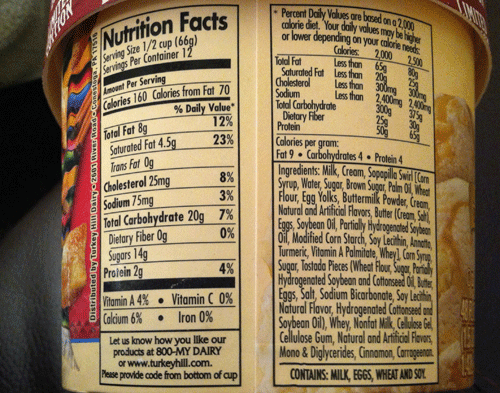 LIMITED
Distributed by Turkey Hill Dairy • 2601 River Road • Conestoga, PA 17516
Nutrition Facts
Serving Size 1/2 cup (66g)
Servings Per Container 12
Amount Per Serving
Calories 160 Calories from Fat 70
% Daily Value*
Total Fat 8g 12%
Saturated Fat 4.5g 23%
Trans Fat 0g
Cholesterol 25mg 8%
Sodium 75mg 3%
Total Carbohydrate 20g 7%
Dietary Fiber 0g 0%
Sugars 14g
Protein 2g 4%
Vitamin A 4% • Vitamin C 0%
Calcium 6% • Iron 0%
Let us know how you like our
products at 800-MY DAIRY
or www.turkeyhill.com.
Please provide code from bottom of cup
* Percent Daily Values are based on a 2,000
calorie diet. Your daily values may be higher
or lower depending on your calorie needs:
Calories: 2,000 2,500
Total Fat Less than 65g 80g
Saturated Fat Less than 20g 25g
Cholesterol Less than 300mg 300mg
Sodium Less than 2,400mg 2,400mg
Total Carbohydrate 300g 375g
Dietary Fiber 25g 30g
Protein 50g 65g
Calories per gram:
Fat 9 • Carbohydrates 4 • Protein 4
Ingredients: Milk, Cream, Sopapilla Swirl [Corn
Syrup, Water, Sugar, Brown Sugar, Palm Oil, Wheat
Flour, Egg Yolks, Buttermilk Powder, Cream,
Natural and Artificial Flavors, Butter (Cream, Salt),
Eggs, Soybean Oil, Partially Hydrogenated Soybean
Oil, Modified Corn Starch, Soy Lecithin, Annatto,
Turmeric, Vitamin A Palmitate, Whey], Corn Syrup,
Sugar, Tostada Pieces (Wheat Flour, Sugar, Partially
Hydrogenated Soybean and Cottonseed Oil, Butter,
Eggs, Salt, Sodium Bicarbonate, Soy Lecithin,
Natural Flavor, Hydrogenated Cottonseed and
Soybean Oil), Whey, Nonfat Milk, Cellulose Gel,
Cellulose Gum, Natural and Artificial Flavors,
Mono & Diglycerides, Cinnamon, Carrageenan.
CONTAINS: MILK, EGGS, WHEAT AND SOY.